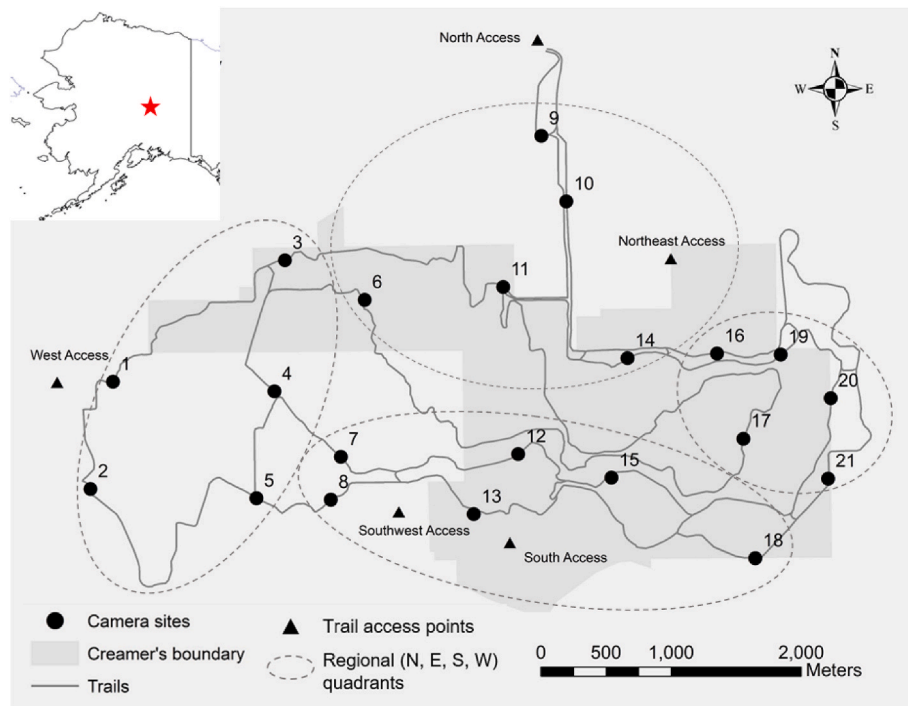 North Access
N
W E
S
9
10
Northeast Access
3
11
6
West Access
1
14
16
19
4
20
7
12
17
2
5
8
15
21
13
Southwest Access
18
South Access
Camera sites
Creamer's boundary
Trails
Trail access points
Regional (N, E, S, W)
quadrants
0 500 1,000 2,000
Meters